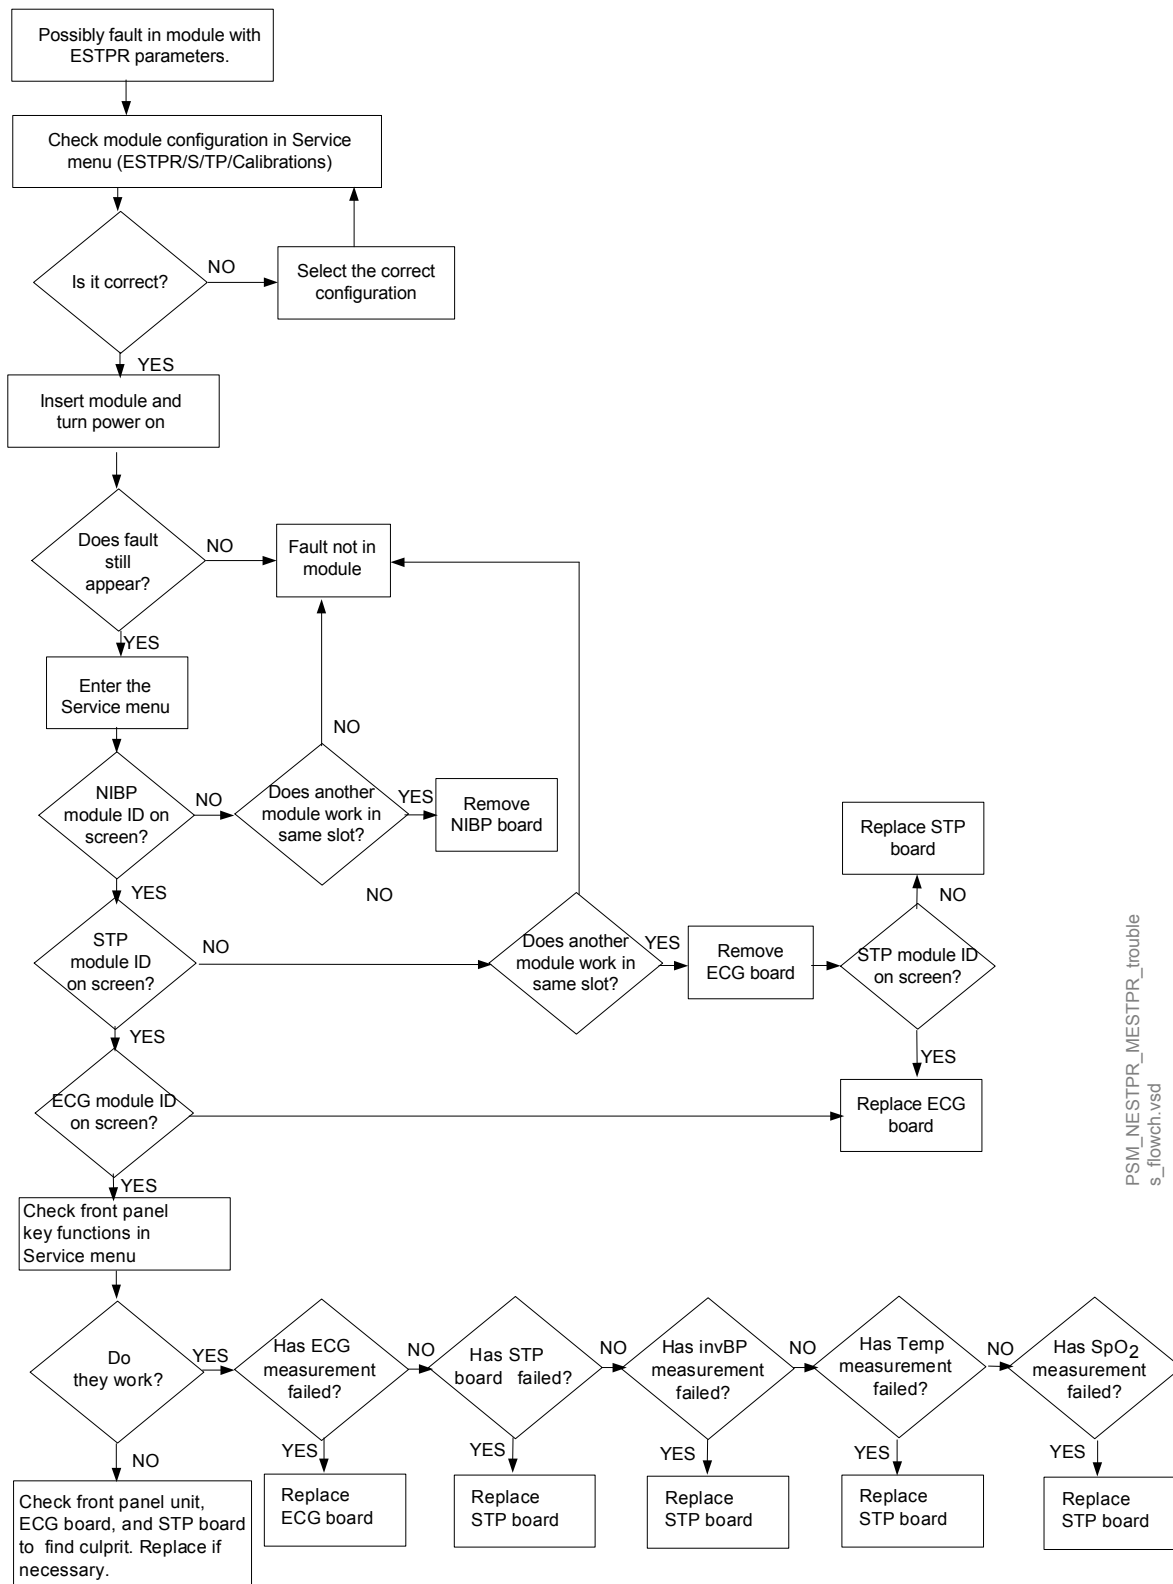 Possibly fault in module with
ESTPR parameters.
Check module configuration in Service
menu (ESTPR/S/TP/Calibrations)
Is it correct?
NO
Select the correct
configuration
YES
Insert module and
turn power on
Does fault
still
appear?
NO
Fault not in
module
YES
Enter the
Service menu
NO
NIBP
module ID on
screen?
NO
Does another
module work in
same slot?
YES
Remove
NIBP board
Replace STP
board
YES
NO
NO
STP
module ID
on screen?
NO
Does another
module work in
same slot?
YES
Remove
ECG board
STP module ID
on screen?
YES
YES
ECG module ID
on screen?
Replace ECG
board
YES
Check front panel
key functions in
Service menu
Do
they work?
YES
Has ECG
measurement
failed?
NO
Has STP
board failed?
NO
Has invBP
measurement
failed?
NO
Has Temp
measurement
failed?
NO
Has SpO2
measurement
failed?
NO
YES
YES
YES
YES
YES
Check front panel unit,
ECG board, and STP board
to find culprit. Replace if
necessary.
Replace
ECG board
Replace
STP board
Replace
STP board
Replace
STP board
Replace
STP board
PSM_NESTPR_MESTPR_trouble
s_flowch.vsd